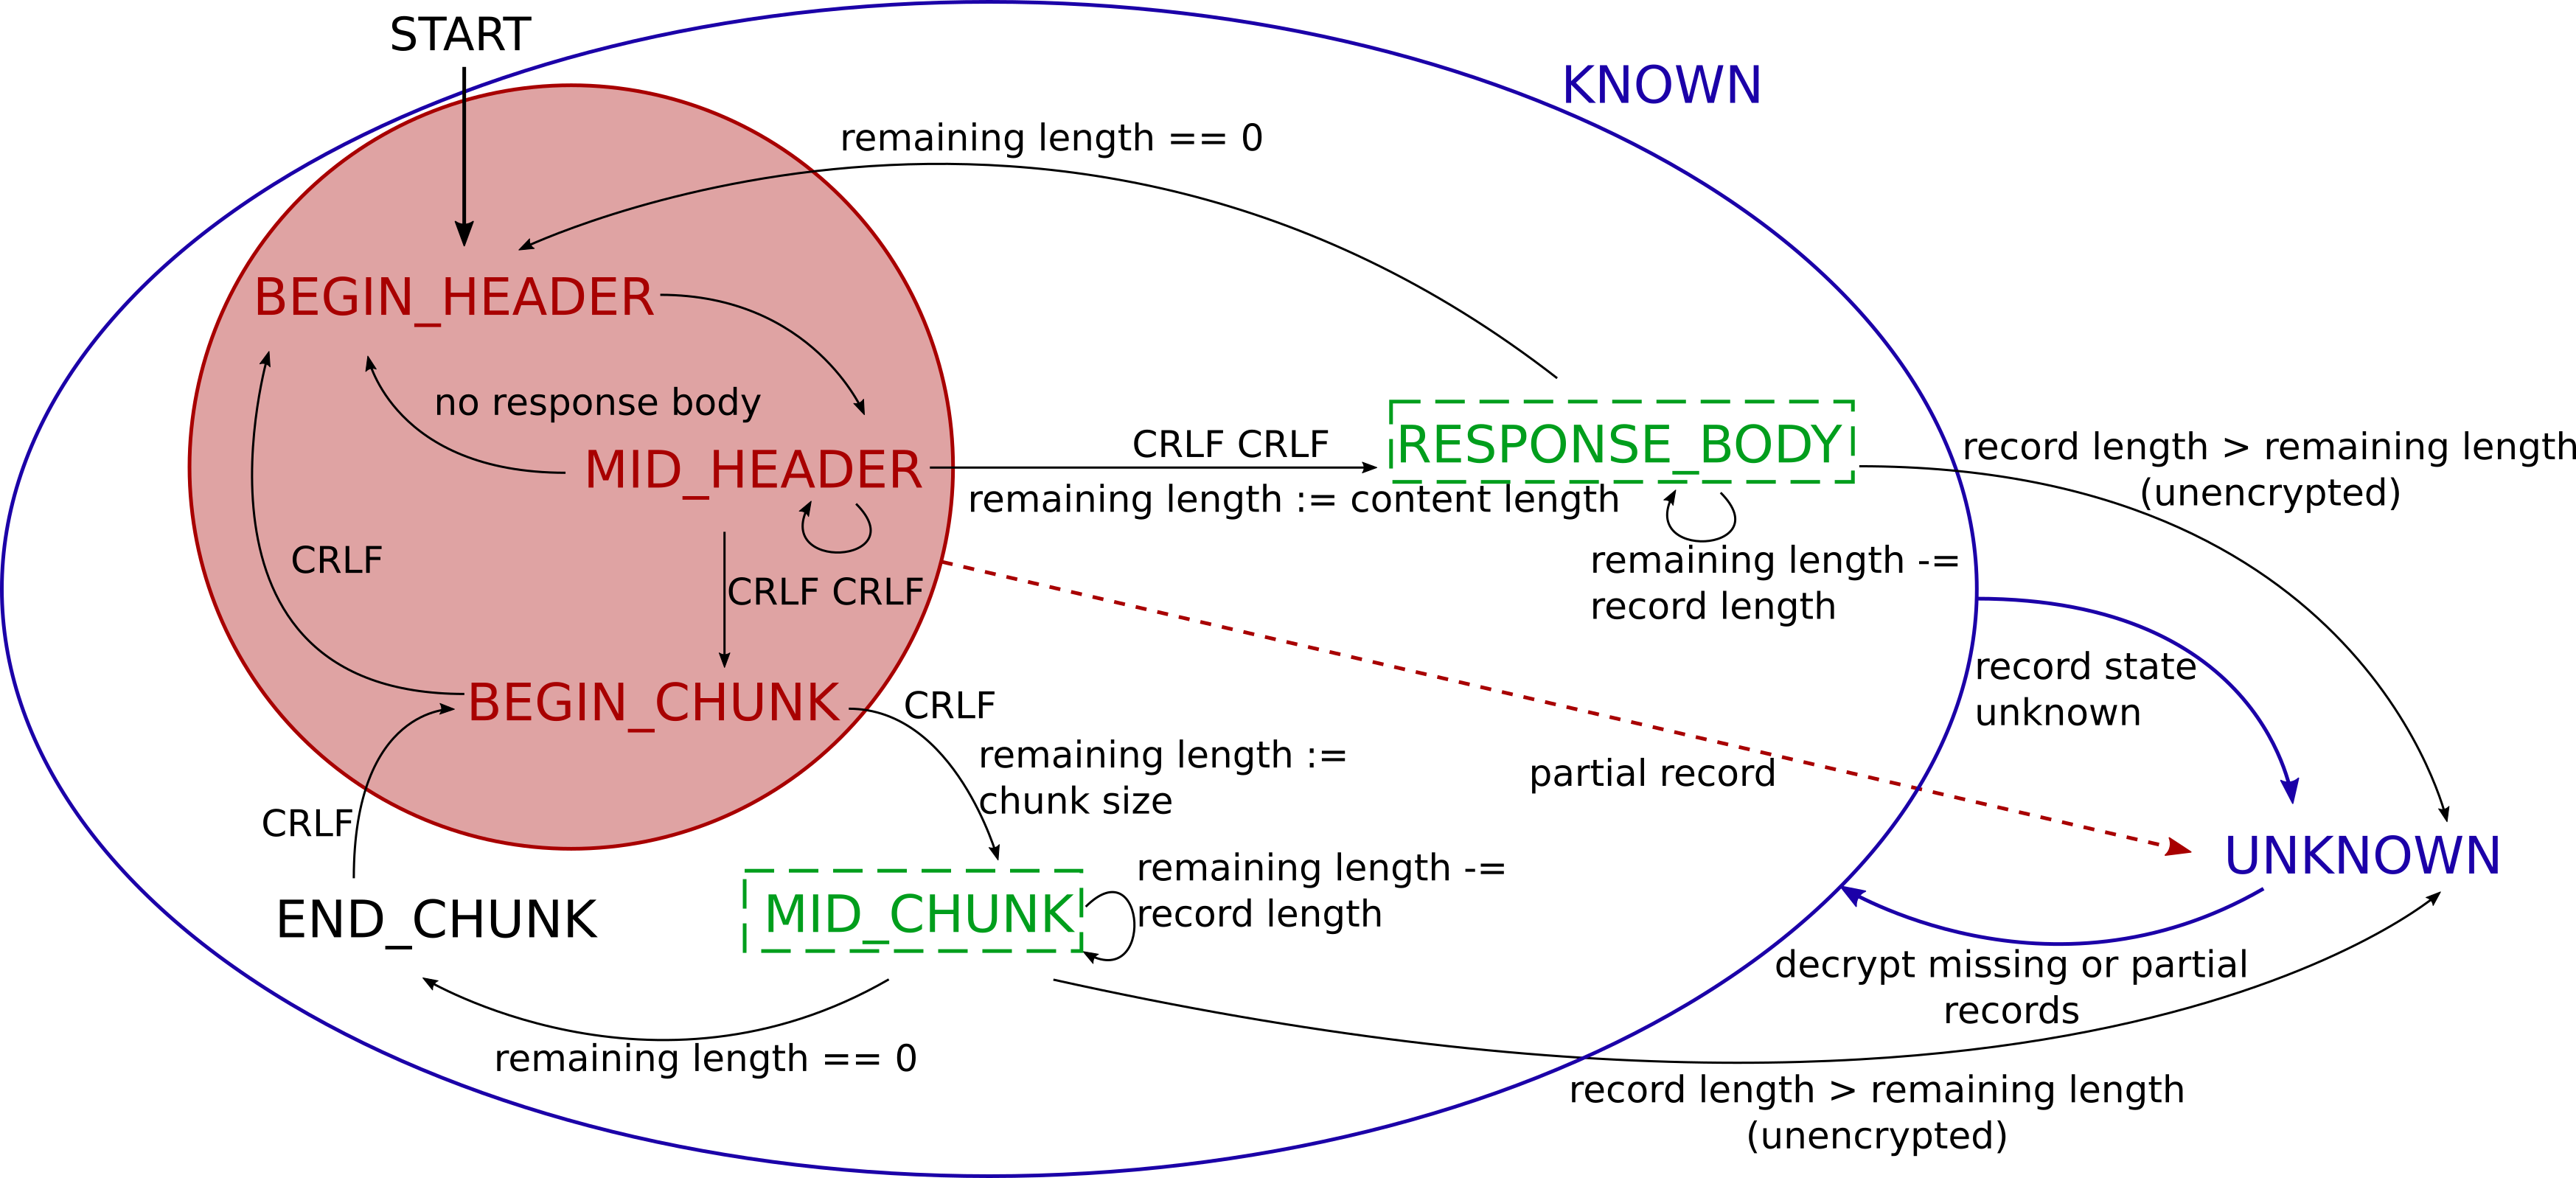 START
KNOWN
remaining length == 0
BEGIN_HEADER
no response body
MID_HEADER
CRLF CRLF
remaining length := content length
RESPONSE_BODY
record length > remaining length
(unencrypted)
remaining length -=
record length
CRLF
CRLF CRLF
record state
unknown
BEGIN_CHUNK
CRLF
remaining length :=
chunk size
partial record
CRLF
UNKNOWN
END_CHUNK
MID_CHUNK
remaining length -=
record length
decrypt missing or partial
records
remaining length == 0
record length > remaining length
(unencrypted)